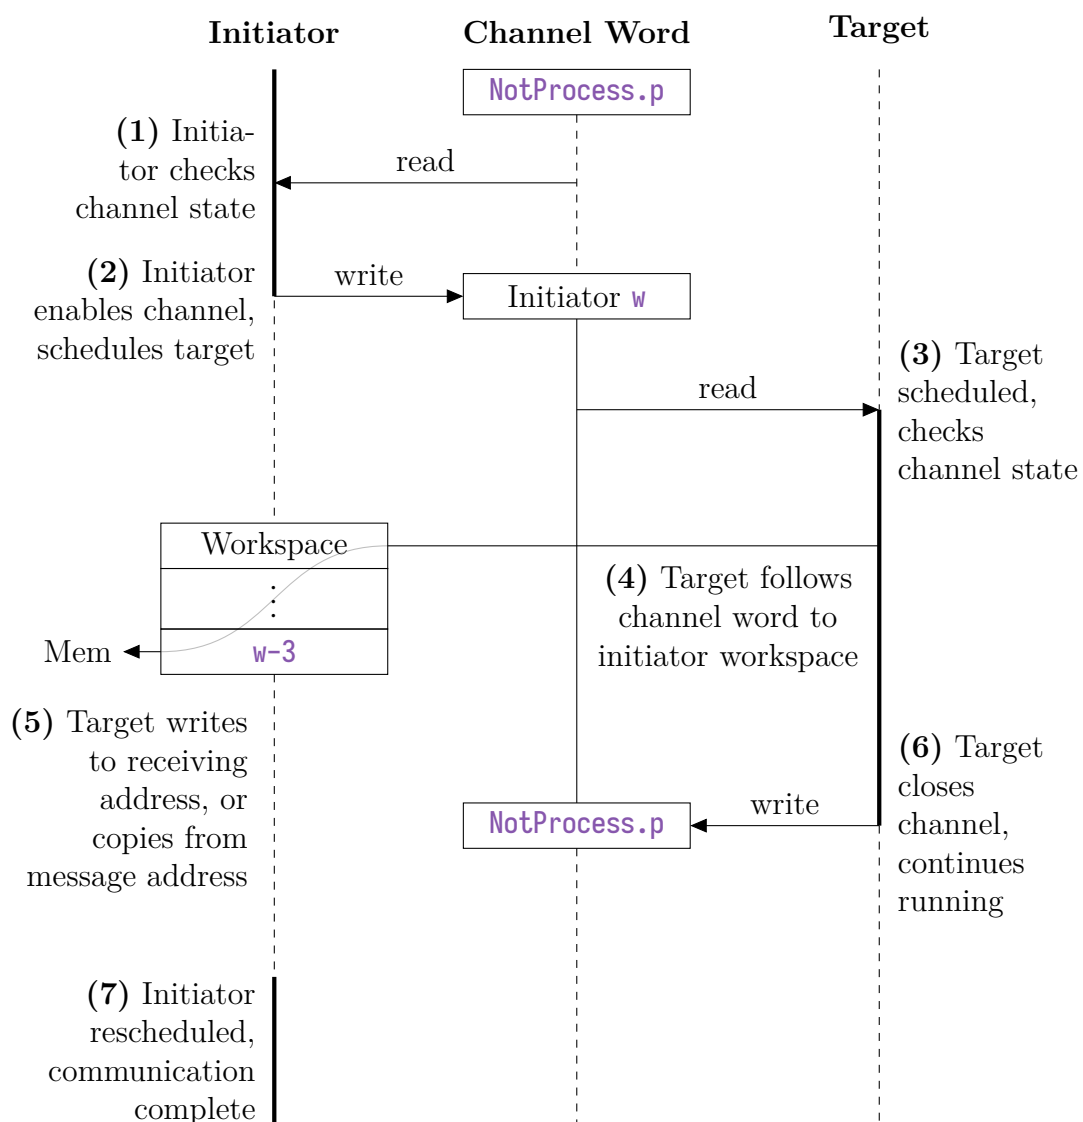 Initiator
Channel Word
Target
NotProcess.p
(1) Initia-
tor checks
channel state
read
(2) Initiator
enables channel,
schedules target
write
Initiator w
(3) Target
scheduled,
checks
channel state
read
Workspace
⋮
w-3
Mem
(4) Target follows
channel word to
initiator workspace
(5) Target writes
to receiving
address, or
copies from
message address
(6) Target
closes
channel,
continues
running
write
NotProcess.p
(7) Initiator
rescheduled,
communication
complete